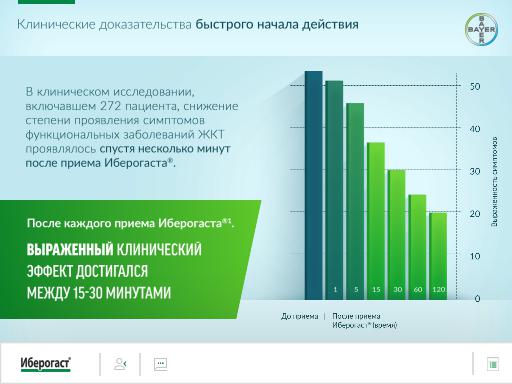 Клинические доказательства быстрого начала действия
BAYER
BAYER
В клиническом исследовании,
включавшем 272 пациента, снижение
степени проявления симптомов
функциональных заболеваний ЖКТ
проявлялось спустя несколько минут
после приема Иберогаста®.
После каждого приема Иберогаста®¹.
ВЫРАЖЕННЫЙ КЛИНИЧЕСКИЙ
ЭФФЕКТ ДОСТИГАЛСЯ
МЕЖДУ 15-30 МИНУТАМИ
50
40
30
20
10
0
Выраженность симптомов
1 5 15 30 60 120
До приема | После приема
Иберогаст® (время)
Иберогаст®